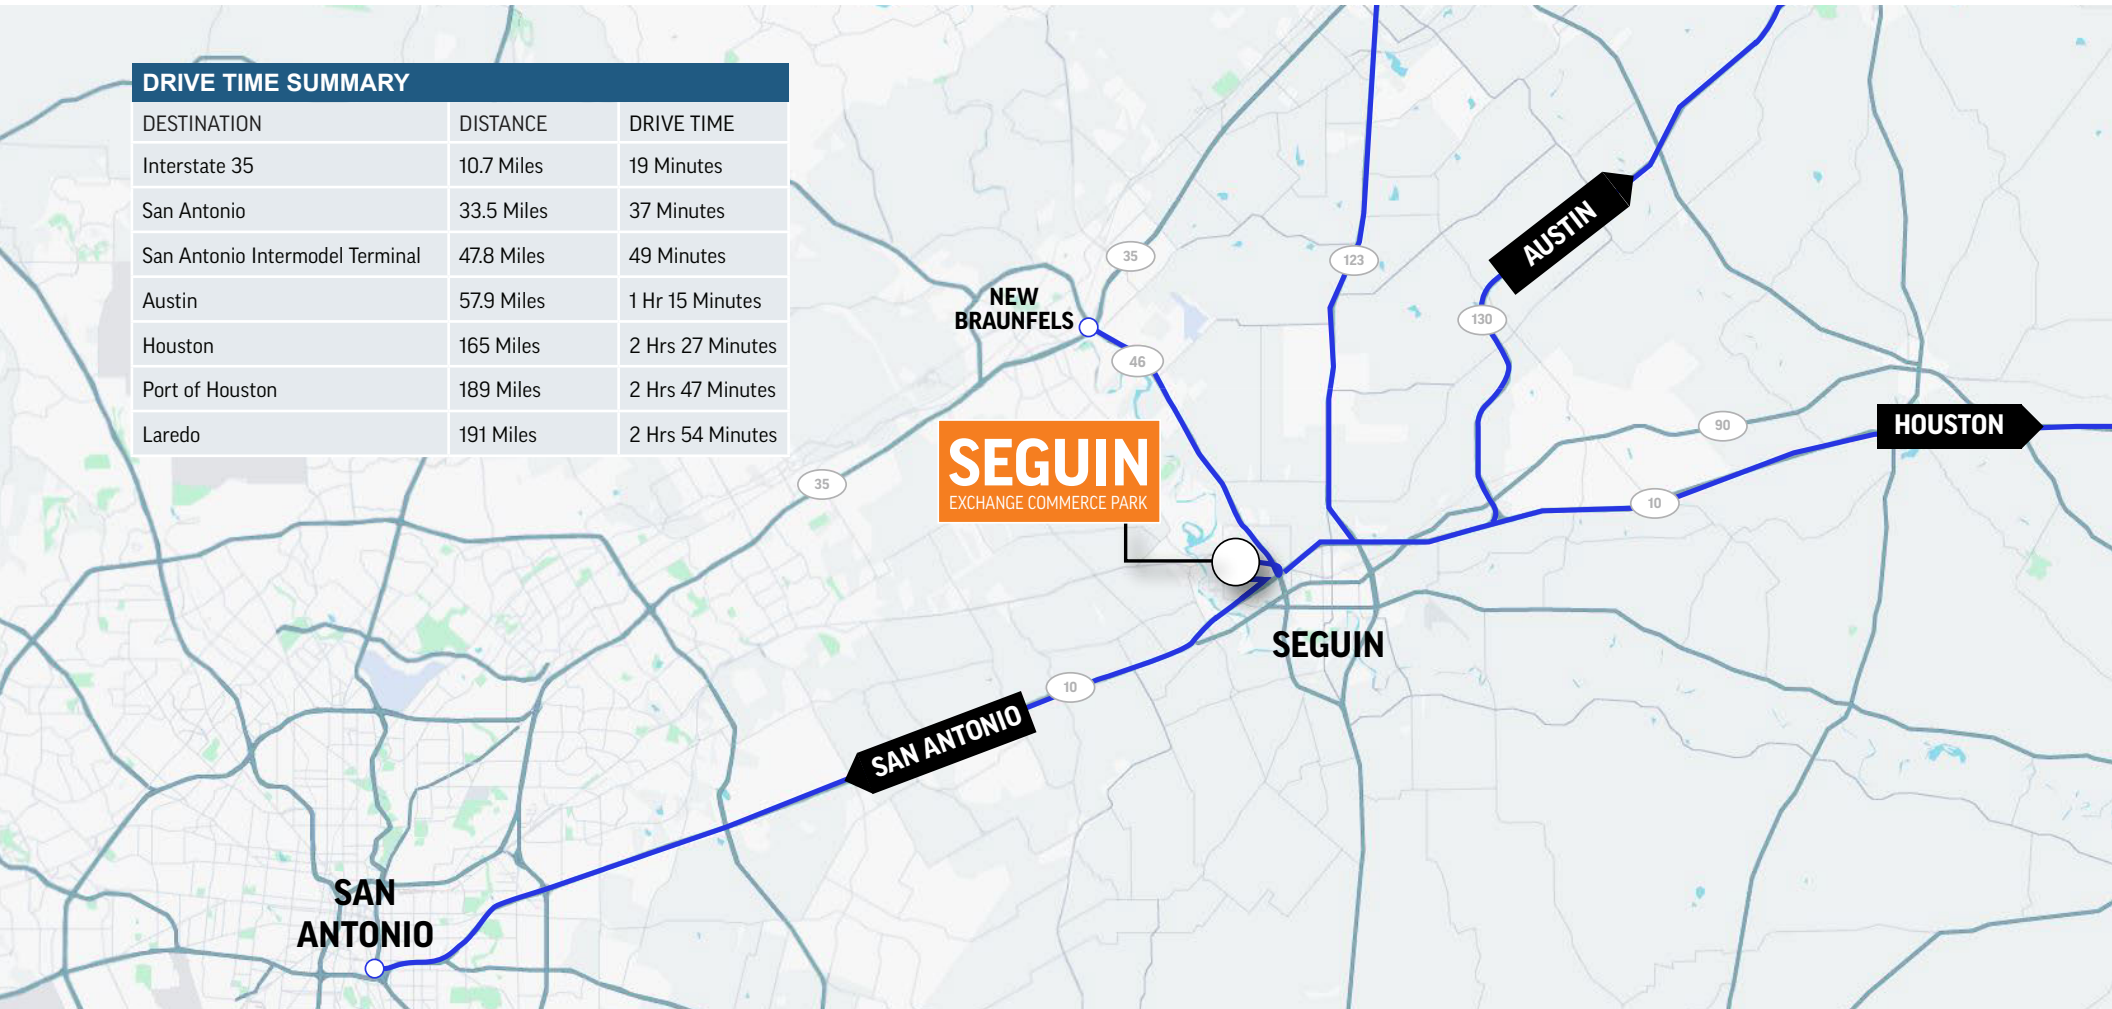 DRIVE TIME SUMMARY
DESTINATION DISTANCE DRIVE TIME
Interstate 35 10.7 Miles 19 Minutes
San Antonio 33.5 Miles 37 Minutes
San Antonio Intermodel Terminal 47.8 Miles 49 Minutes
Austin 57.9 Miles 1 Hr 15 Minutes
Houston 165 Miles 2 Hrs 27 Minutes
Port of Houston 189 Miles 2 Hrs 47 Minutes
Laredo 191 Miles 2 Hrs 54 Minutes
AUSTIN
35
123
NEW
BRAUNFELS
130
46
HOUSTON
90
SEGUIN
EXCHANGE COMMERCE PARK
35
10
SEGUIN
10
SAN ANTONIO
SAN
ANTONIO